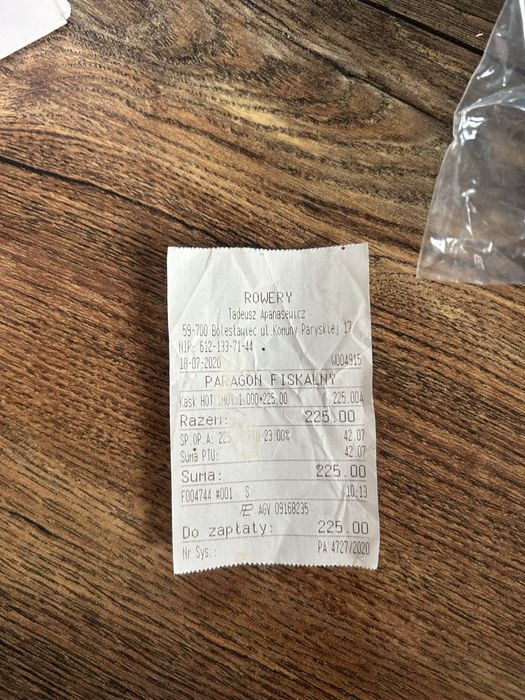 ROWERY
Tadeusz Apanasewicz
59-700 Bolesławiec ul.Komuny Paryskiej 17
NIP: 612-133-71-44
18-07-2020 W004915
PARAGON FISKALNY
Kask HOT SHOT 1.000*225.00 225.00A
Razem: 225.00
SP.OP.A: 225.00 PTU 23.00% 42.07
Suma PTU: 42.07
Suma: 225.00
F004744 #001 S 10:13
AGV 09168235
Do zapłaty: 225.00
Nr Sys.: PA 4727/2020